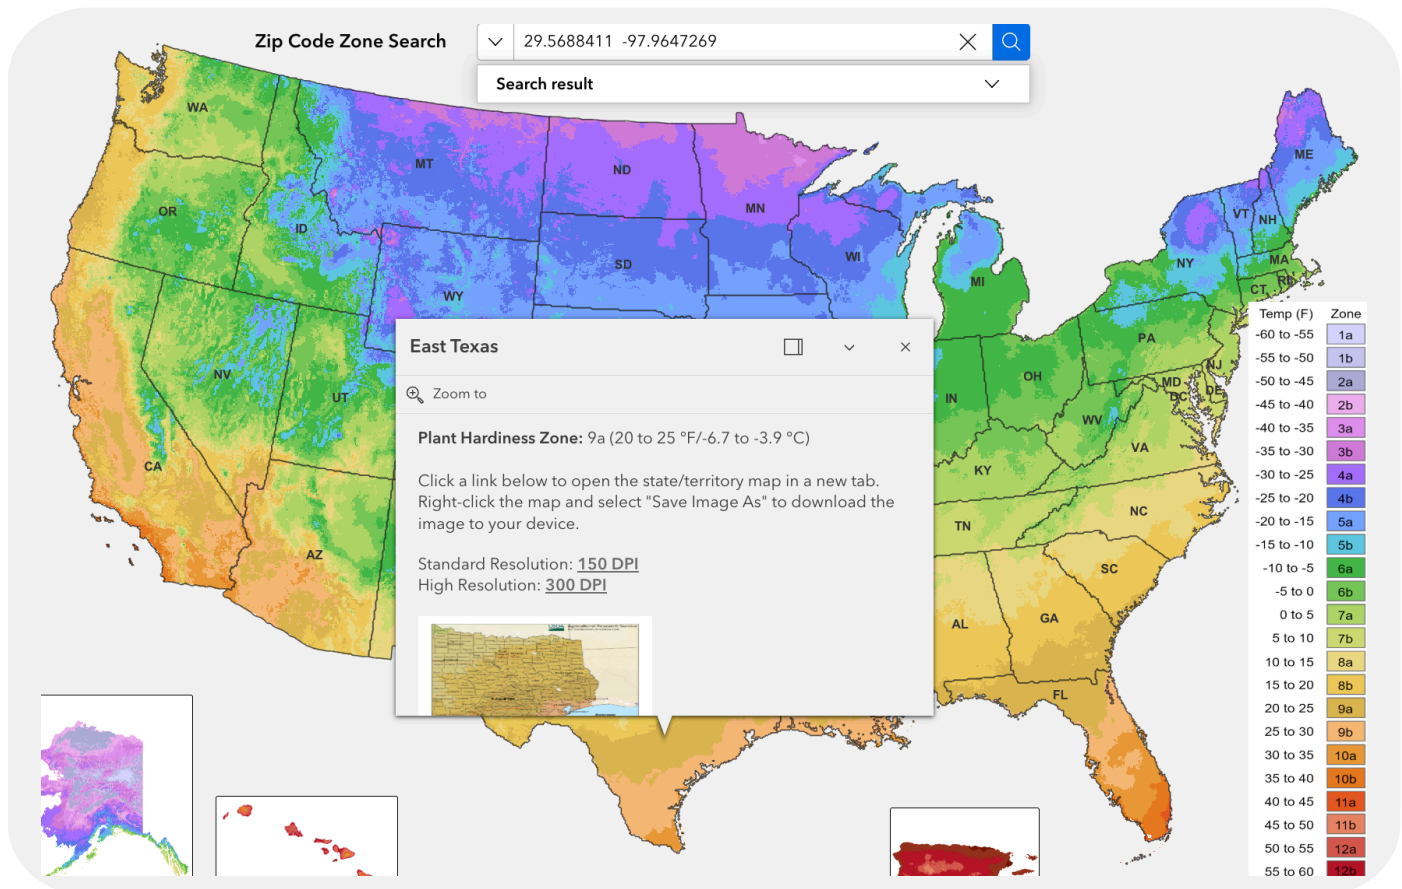 Zip Code Zone Search
29.5688411 -97.9647269
Search result
WA
MT
ND
MN
ME
OR
ID
SD
WI
VT
NH
WY
MI
NY
MA
CT
RI
NV
UT
CA
AZ
IN
OH
PA
NJ
MD
DE
DC
WV
VA
KY
TN
NC
SC
AL
GA
FL
East Texas
Zoom to
Plant Hardiness Zone: 9a (20 to 25 °F/-6.7 to -3.9 °C)
Click a link below to open the state/territory map in a new tab.
Right-click the map and select "Save Image As" to download the
image to your device.
Standard Resolution: 150 DPI
High Resolution: 300 DPI
Temp (F) Zone
-60 to -55 1a
-55 to -50 1b
-50 to -45 2a
-45 to -40 2b
-40 to -35 3a
-35 to -30 3b
-30 to -25 4a
-25 to -20 4b
-20 to -15 5a
-15 to -10 5b
-10 to -5 6a
-5 to 0 6b
0 to 5 7a
5 to 10 7b
10 to 15 8a
15 to 20 8b
20 to 25 9a
25 to 30 9b
30 to 35 10a
35 to 40 10b
40 to 45 11a
45 to 50 11b
50 to 55 12a
55 to 60 12b